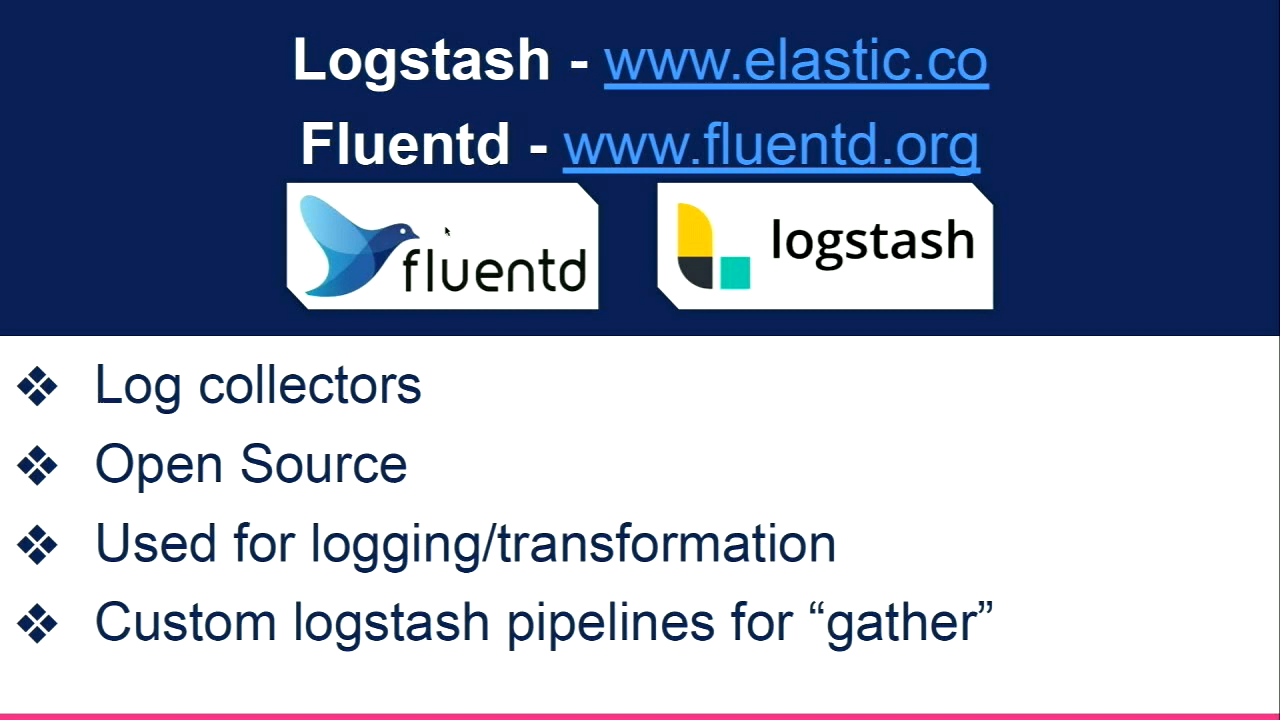 Logstash - www.elastic.co
Fluentd - www.fluentd.org
fluentd
logstash
❖ Log collectors
❖ Open Source
❖ Used for logging/transformation
❖ Custom logstash pipelines for “gather”